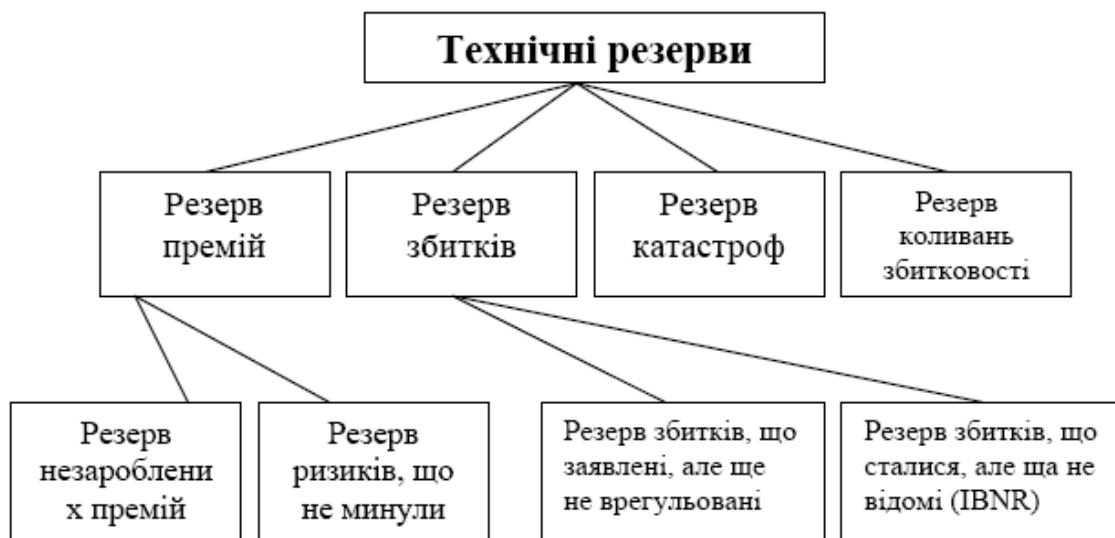 Технічні резерви
Резерв
премій
Резерв
збитків
Резерв
катастроф
Резерв
коливань
збитковості
Резерв
незароблени
х премій
Резерв
ризиків, що
не минули
Резерв збитків, що
заявлені, але ще
не врегульовані
Резерв збитків, що
сталися, але ща не
відомі (IBNR)